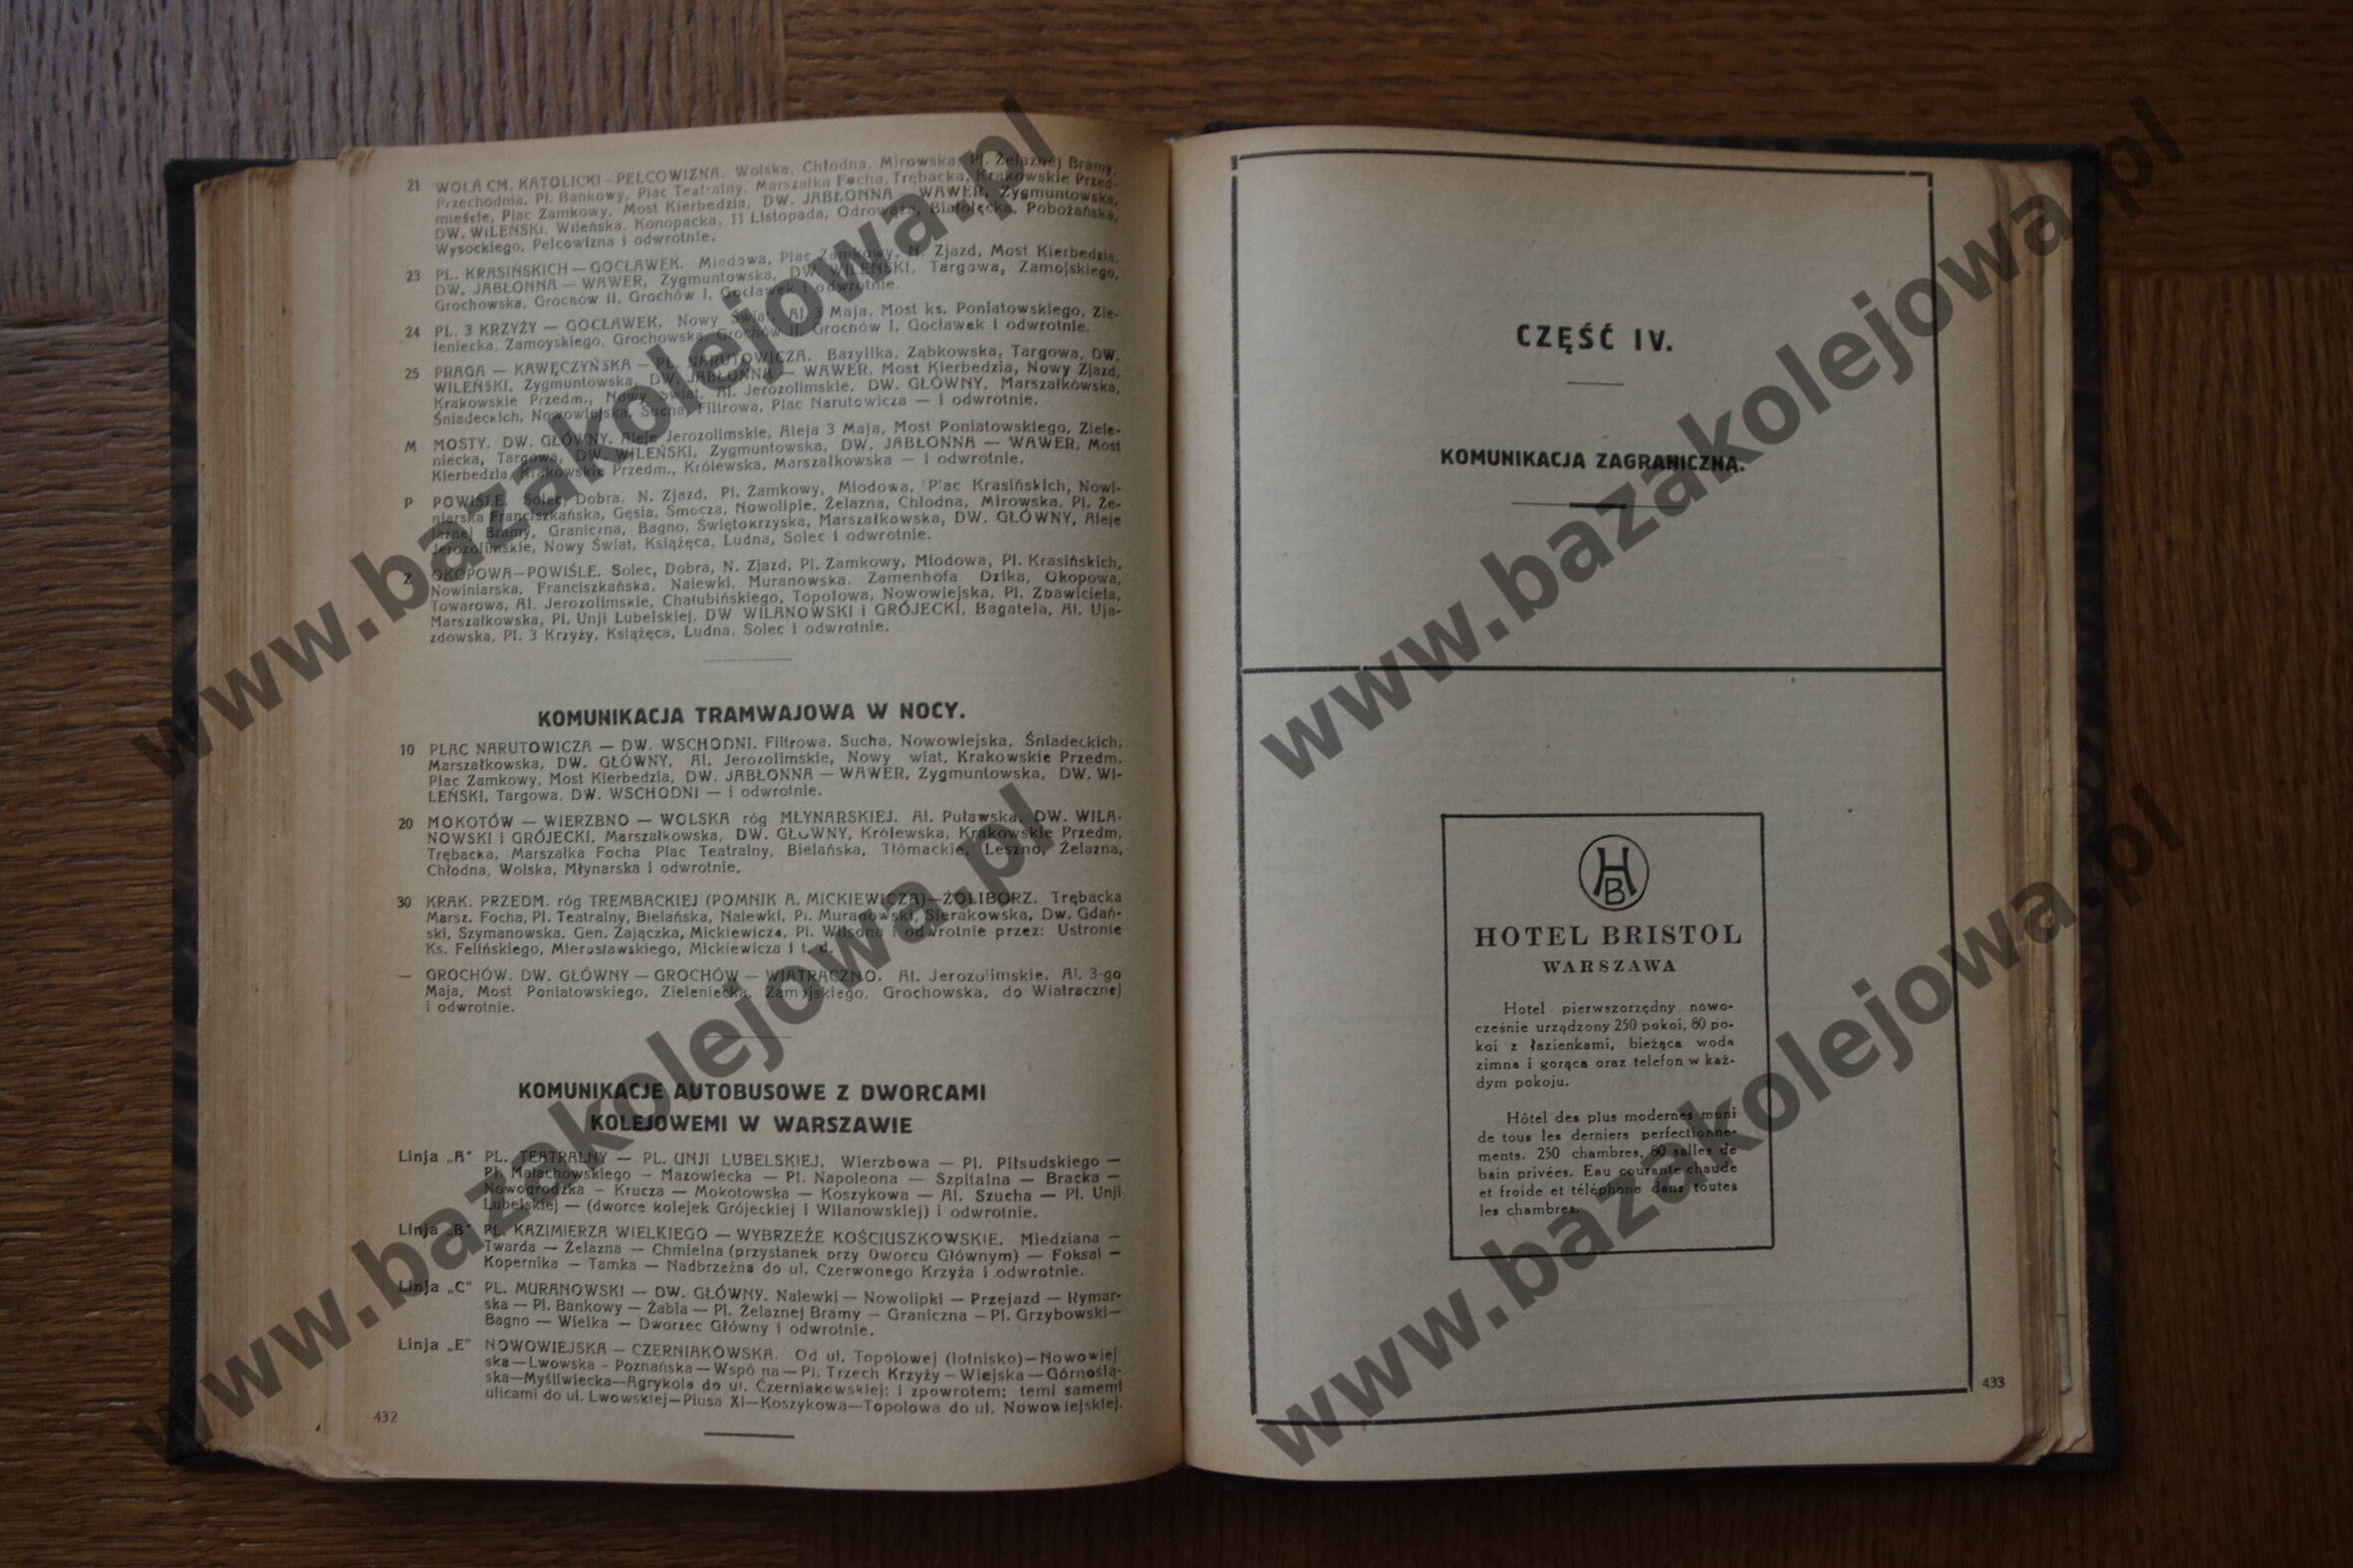 21 WOLA CM. KATOLICKI - PELCOWIZNA. Wolska, Chłodna, Mirowska, Pl. Żelaznej Bramy,
Przechodnia, Pl. Bankowy, Plac Teatralny, Marszałka Focha, Trębacka, Krakowskie Przed-
mieście, Plac Zamkowy, Most Kierbedzia, DW. JABŁONNA — WAWER, Zygmuntowska,
DW. WILEŃSKI, Wileńska, Konopacka, 11 Listopada, Odrowąża, Białołęcka, Pobożańska,
Wysockiego, Pelcowizna i odwrotnie.
23 PL. KRASIŃSKICH — GOCŁAWEK. Miodowa, Plac Zamkowy, N. Zjazd, Most Kierbedzia,
DW. JABŁONNA — WAWER, Zygmuntowska, DW. WILEŃSKI, Targowa, Zamojskiego,
Grochowska, Grochów II, Grochów I, Gocławek i odwrotnie.
24 PL. 3 KRZYŻY — GOCŁAWEK, Nowy Świat, Al. 3 Maja, Most ks. Poniatowskiego, Zie-
leniecka, Zamoyskiego, Grochowska, Grochów II, Grochów I, Gocławek i odwrotnie.
25 PRAGA — KAWĘCZYŃSKA — PL. NARUTOWICZA. Bazylika, Ząbkowska, Targowa, DW.
WILEŃSKI, Zygmuntowska, DW. JABŁONNA — WAWER, Most Kierbedzia, Nowy Zjazd,
Krakowskie Przedm., Nowy Świat, Al. Jerozolimskie, DW. GŁÓWNY, Marszałkowska,
Śniadeckich, Nowowiejska, Sucha, Filtrowa, Plac Narutowicza — i odwrotnie.
M MOSTY. DW. GŁÓWNY, Aleje Jerozolimskie, Aleja 3 Maja, Most Poniatowskiego, Ziele-
niecka, Targowa, DW. WILEŃSKI, Zygmuntowska, DW. JABŁONNA — WAWER, Most
Kierbedzia, Krakowskie Przedm., Królewska, Marszałkowska — i odwrotnie.
P POWIŚLE. Solec, Dobra, N. Zjazd, Pl. Zamkowy, Miodowa, Plac Krasińskich, Nowi-
niarska Franciszkańska, Gęsia, Smocza, Nowolipie, Żelazna, Chłodna, Mirowska, Pl. Że-
laznej Bramy, Graniczna, Bagno, Świętokrzyska, Marszałkowska, DW. GŁÓWNY, Aleje
Jerozolimskie, Nowy Świat, Książęca, Ludna, Solec i odwrotnie.
Z OKOPOWA—POWIŚLE. Solec, Dobra, N. Zjazd, Pl. Zamkowy, Miodowa, Pl. Krasińskich,
Nowiniarska, Franciszkańska, Nalewki, Muranowska, Zamenhofa Dzika, Okopowa,
Towarowa, Al. Jerozolimskie, Chałubińskiego, Topolowa, Nowowiejska, Pl. Zbawiciela,
Marszałkowska, Pl. Unji Lubelskiej, DW WILANOWSKI i GRÓJECKI, Bagatela, Al. Uja-
zdowska, Pl. 3 Krzyży, Książęca, Ludna, Solec i odwrotnie.
KOMUNIKACJA TRAMWAJOWA W NOCY.
10 PLAC NARUTOWICZA — DW. WSCHODNI. Filtrowa, Sucha, Nowowiejska, Śniadeckich,
Marszałkowska, DW. GŁÓWNY, Al. Jerozolimskie, Nowy wiat, Krakowskie Przedm.
Plac Zamkowy, Most Kierbedzia, DW. JABŁONNA — WAWER, Zygmuntowska, DW. WI-
LEŃSKI, Targowa, DW. WSCHODNI — i odwrotnie.
20 MOKOTÓW — WIERZBNO — WOLSKA róg MŁYNARSKIEJ. Al. Puławska, DW. WILA-
NOWSKI i GRÓJECKI, Marszałkowska, DW. GŁÓWNY, Królewska, Krakowskie Przedm,
Trębacka, Marszałka Focha Plac Teatralny, Bielańska, Tłomackie, Leszno, Żelazna,
Chłodna, Wolska, Młynarska i odwrotnie.
30 KRAK. PRZEDM. róg TREMBACKIEJ (POMNIK A. MICKIEWICZA)—ŻOLIBORZ. Trębacka
Marsz. Focha, Pl. Teatralny, Bielańska, Nalewki, Pl. Muranowski, Sierakowska, Dw. Gdań-
ski, Szymanowska, Gen. Zajączka, Mickiewicza, Pl. Wilsona i odwrotnie przez: Ustronie
Ks. Felińskiego, Mierosławskiego, Mickiewicza i t. d.
— GROCHÓW. DW. GŁÓWNY — GROCHÓW — WIATRACZNO. Al. Jerozolimskie, Al. 3-go
Maja, Most Poniatowskiego, Zieleniecka, Zamojskiego, Grochowska, do Wiatracznej
i odwrotnie.
KOMUNIKACJE AUTOBUSOWE Z DWORCAMI
KOLEJOWEMI W WARSZAWIE
Linja „A" PL. TEATRALNY — PL. UNJI LUBELSKIEJ. Wierzbowa — Pl. Piłsudskiego —
Pl. Małachowskiego — Mazowiecka — Pl. Napoleona — Szpitalna — Bracka —
Nowogrodzka — Krucza — Mokotowska — Koszykowa — Al. Szucha — Pl. Unji
Lubelskiej — (dworce kolejek Grójeckiej i Wilanowskiej) i odwrotnie.
Linja „B" PL. KAZIMIERZA WIELKIEGO — WYBRZEŻE KOŚCIUSZKOWSKIE. Miedziana —
Twarda — Żelazna — Chmielna (przystanek przy Dworcu Głównym) — Foksal —
Kopernika — Tamka — Nadbrzeżna do ul. Czerwonego Krzyża i odwrotnie.
Linja „C" PL. MURANOWSKI — DW. GŁÓWNY. Nalewki — Nowolipki — Przejazd — Rymar-
ska — Pl. Bankowy — Żabia — Pl. Żelaznej Bramy — Graniczna — Pl. Grzybowski—
Bagno — Wielka — Dworzec Główny i odwrotnie.
Linja „E" NOWOWIEJSKA — CZERNIAKOWSKA. Od ul. Topolowej (lotnisko)—Nowowiej
ska—Lwowska - Poznańska—Wspó na—Pl. Trzech Krzyży—Wiejska—Górnoślą-
ska—Myśliwiecka—Agrykola do ul. Czerniakowskiej; i zpowrotem: temi samemi
ulicami do ul. Lwowskiej—Piusa XI—Koszykowa—Topolowa do ul. Nowowiejskiej.
432
CZĘŚĆ IV.
KOMUNIKACJA ZAGRANICZNA.
HB
HOTEL BRISTOL
WARSZAWA
Hotel pierwszorzędny nowo-
cześnie urządzony 250 pokoi, 80 po-
koi z łazienkami, bieżąca woda
zimna i gorąca oraz telefon w każ-
dym pokoju.
Hôtel des plus modernes muni
de tous les derniers perfectionne-
ments. 250 chambres, 80 salles de
bain privées. Eau courante chaude
et froide et téléphone dans toutes
les chambres.
433
www.bazakolejowa.pl
www.bazakolejowa.pl
www.bazakolejowa.pl
www.bazakolejowa.pl